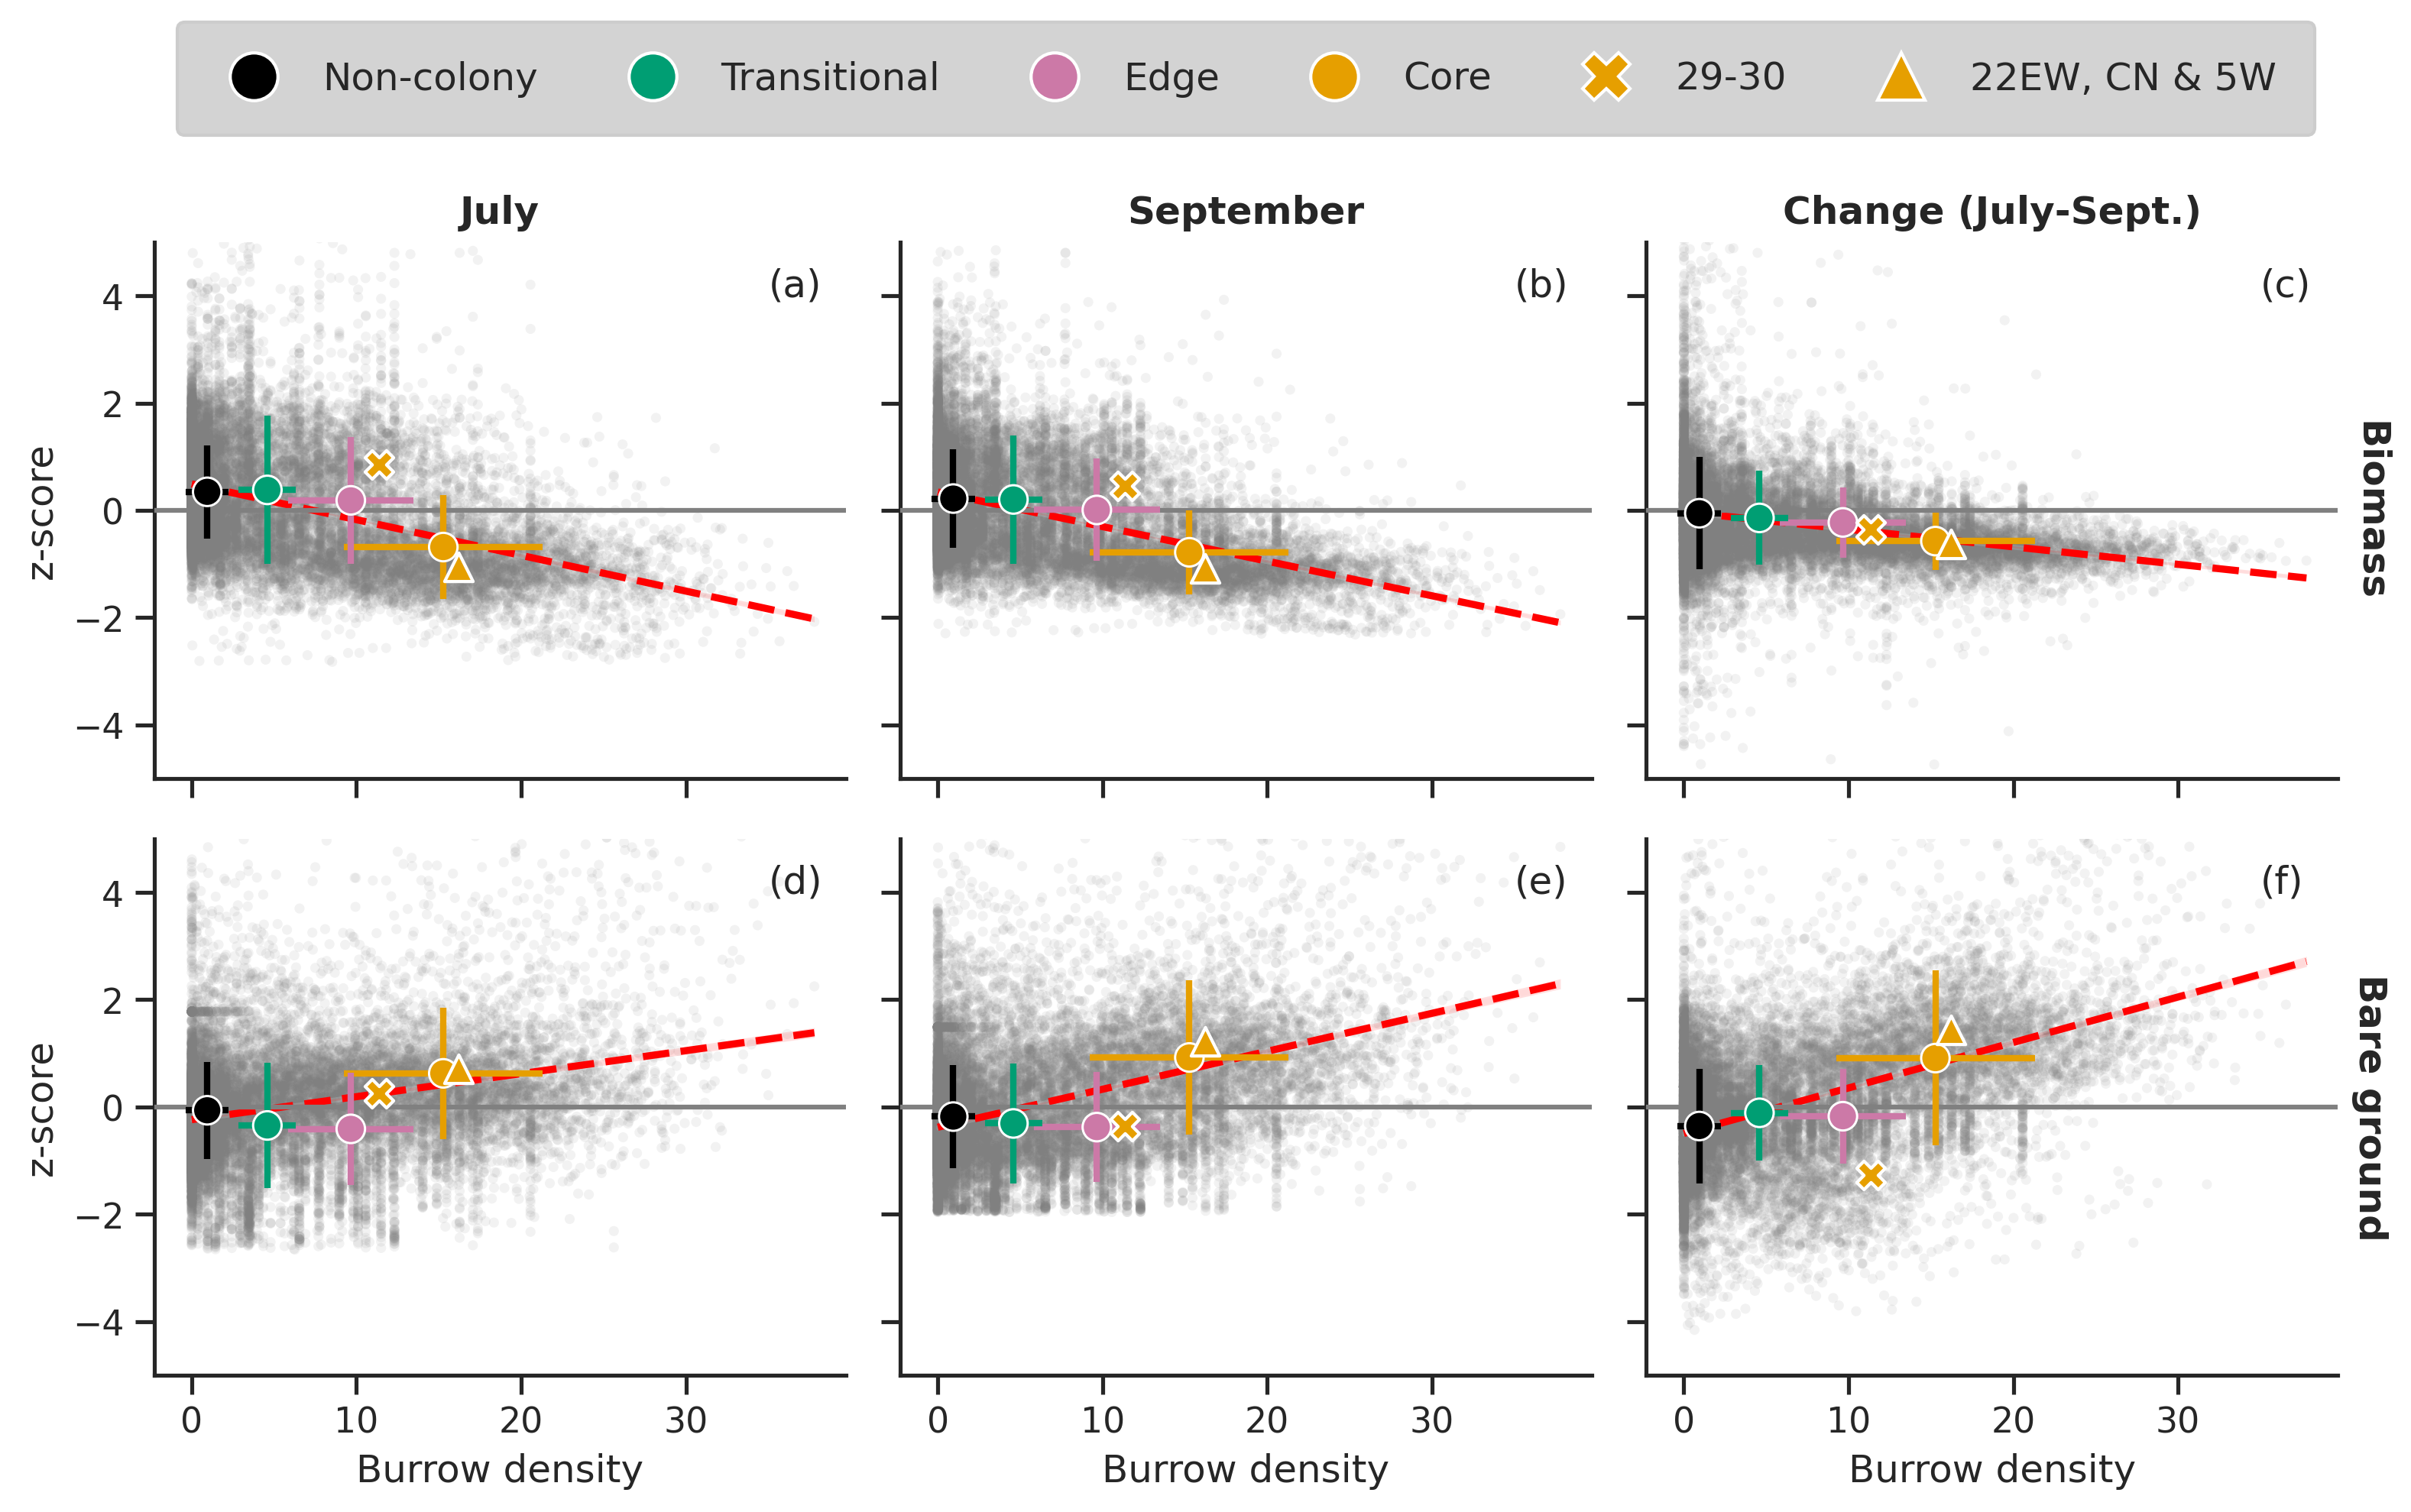 Non-colony Transitional Edge Core 29-30 22EW, CN & 5W
July September Change (July-Sept.)
(a) (b) (c)
z-score
4
2
0
−2
−4
Biomass
(d) (e) (f)
z-score
4
2
0
−2
−4
Bare ground
0 10 20 30 0 10 20 30 0 10 20 30
Burrow density Burrow density Burrow density